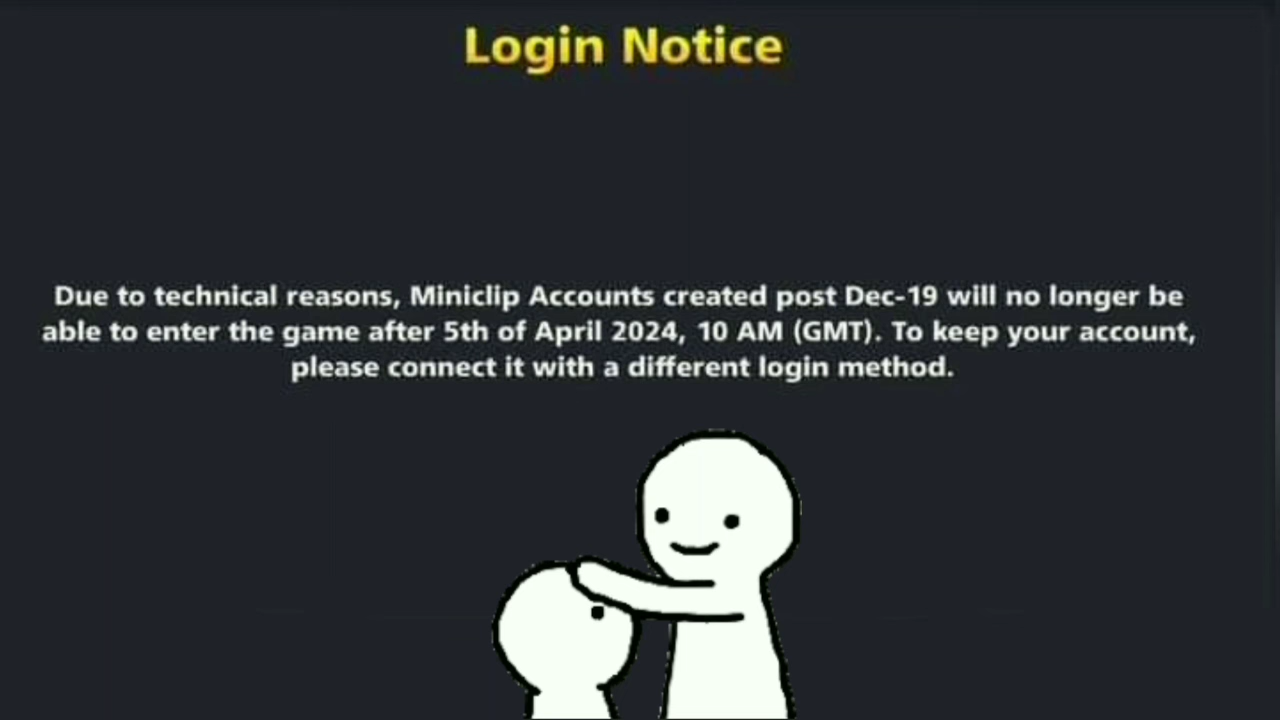 Login Notice
Due to technical reasons, Miniclip Accounts created post Dec-19 will no longer be
able to enter the game after 5th of April 2024, 10 AM (GMT). To keep your account,
please connect it with a different login method.